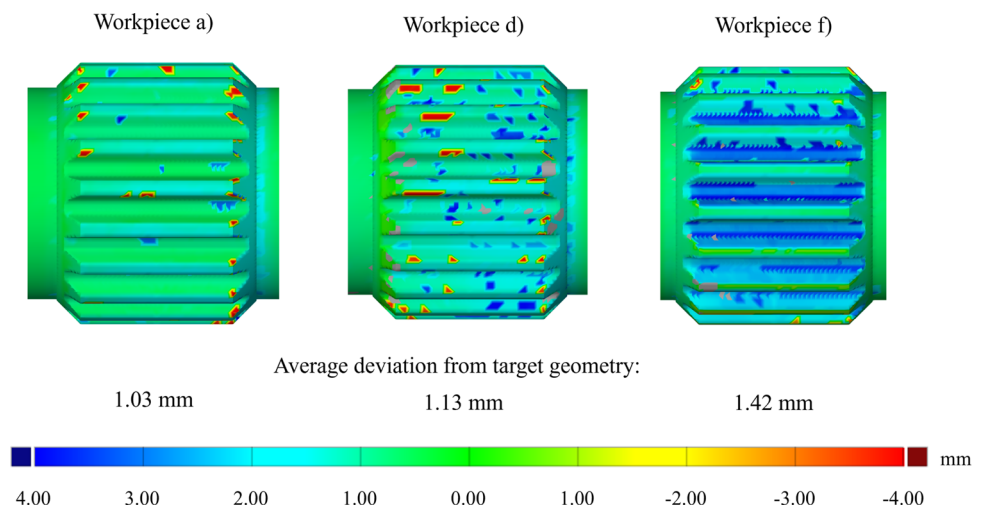 Workpiece a)
Workpiece d)
Workpiece f)
Average deviation from target geometry:
1.03 mm
1.13 mm
1.42 mm
mm
4.00 3.00 2.00 1.00 0.00 1.00 -2.00 -3.00 -4.00